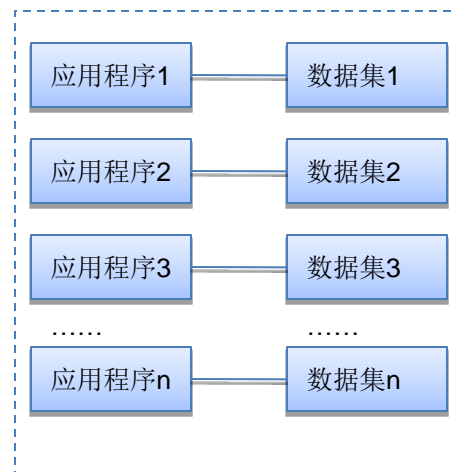 应用程序1 数据集1
应用程序2 数据集2
应用程序3 数据集3
…… ……
应用程序n 数据集n